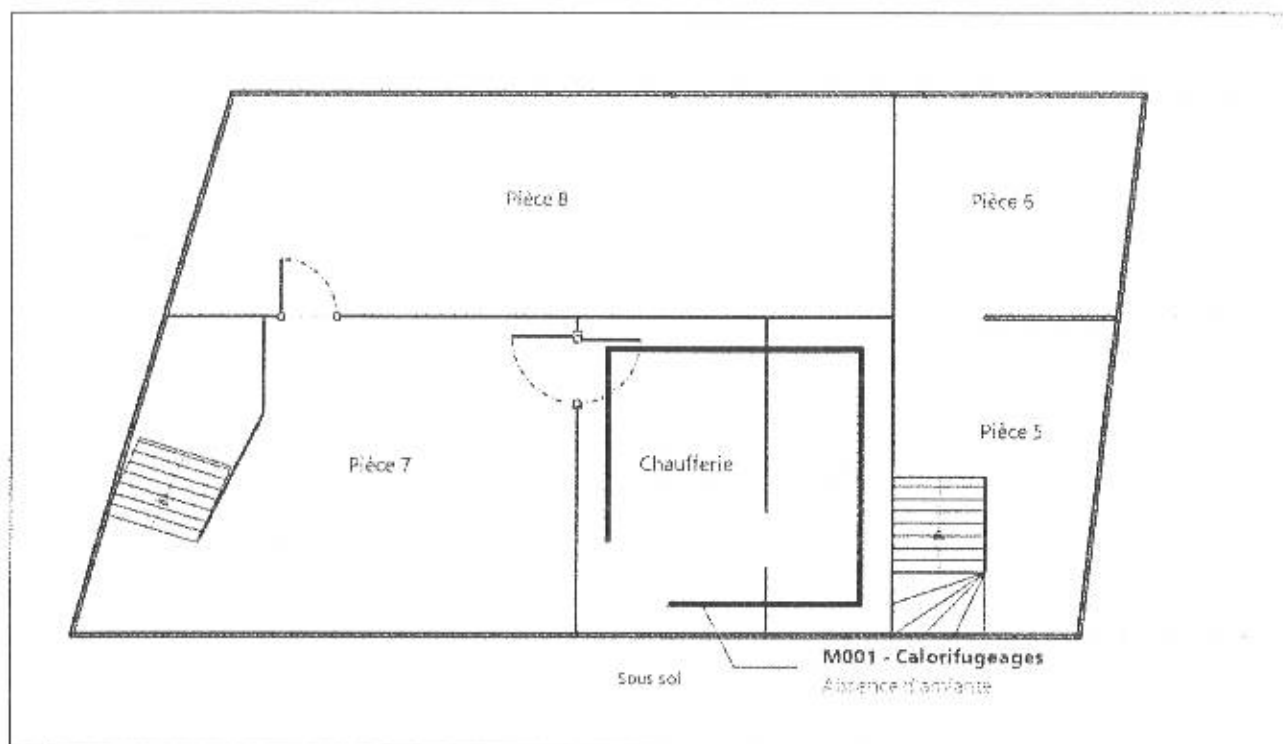 Pièce 8
Pièce 6
Pièce 5
Pièce 7
Chaufferie
M001 - Calorifugeages
Sous sol
Absence d'amiante